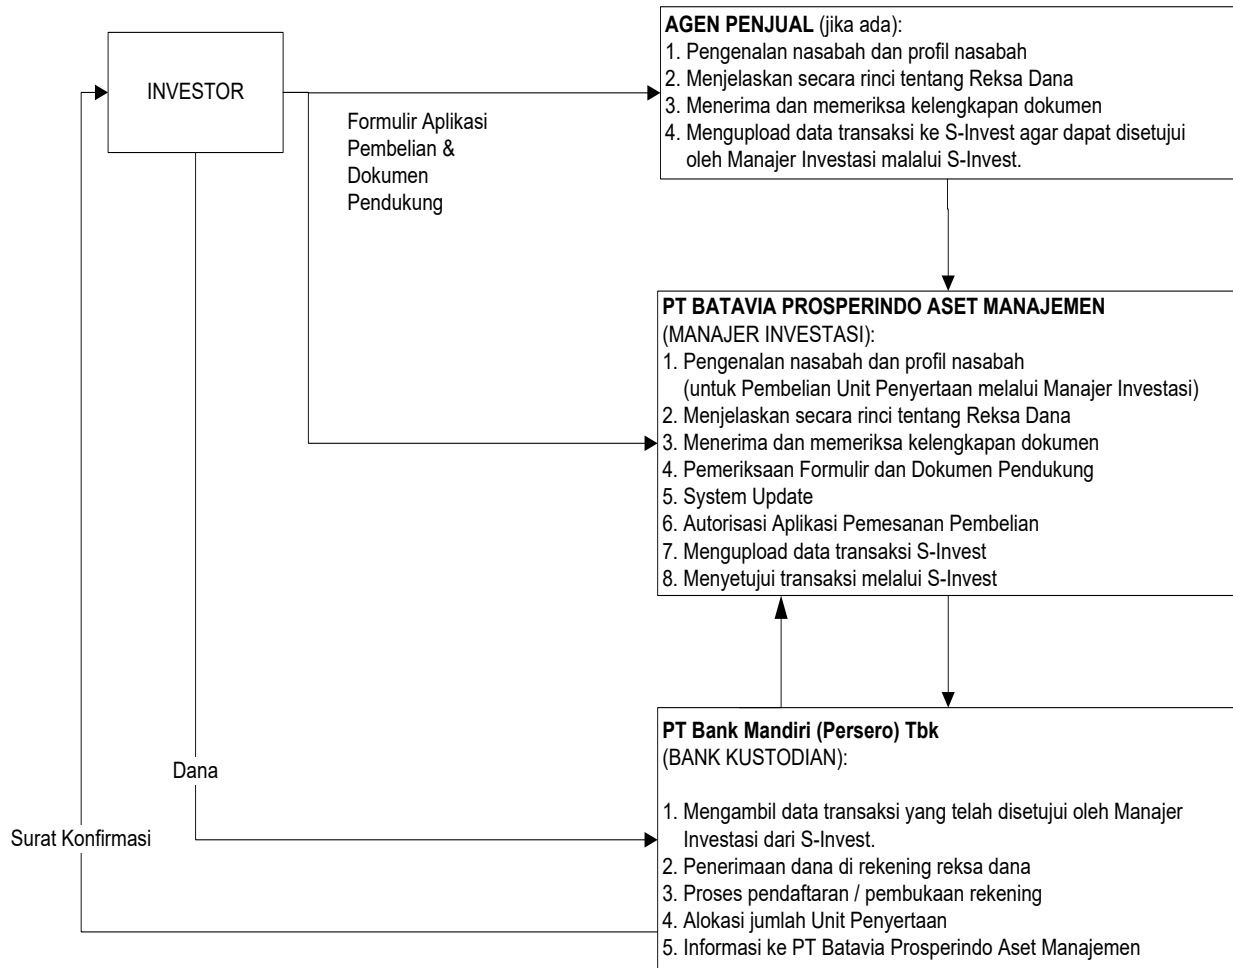 INVESTOR
Formulir Aplikasi
Pembelian &
Dokumen
Pendukung
AGEN PENJUAL (jika ada):
1. Pengenalan nasabah dan profil nasabah
2. Menjelaskan secara rinci tentang Reksa Dana
3. Menerima dan memeriksa kelengkapan dokumen
4. Mengupload data transaksi ke S-Invest agar dapat disetujui
oleh Manajer Investasi malalui S-Invest.
PT BATAVIA PROSPERINDO ASET MANAJEMEN
(MANAJER INVESTASI):
1. Pengenalan nasabah dan profil nasabah
(untuk Pembelian Unit Penyertaan melalui Manajer Investasi)
2. Menjelaskan secara rinci tentang Reksa Dana
3. Menerima dan memeriksa kelengkapan dokumen
4. Pemeriksaan Formulir dan Dokumen Pendukung
5. System Update
6. Autorisasi Aplikasi Pemesanan Pembelian
7. Mengupload data transaksi S-Invest
8. Menyetujui transaksi melalui S-Invest
Dana
Surat Konfirmasi
PT Bank Mandiri (Persero) Tbk
(BANK KUSTODIAN):
1. Mengambil data transaksi yang telah disetujui oleh Manajer
Investasi dari S-Invest.
2. Penerimaan dana di rekening reksa dana
3. Proses pendaftaran / pembukaan rekening
4. Alokasi jumlah Unit Penyertaan
5. Informasi ke PT Batavia Prosperindo Aset Manajemen